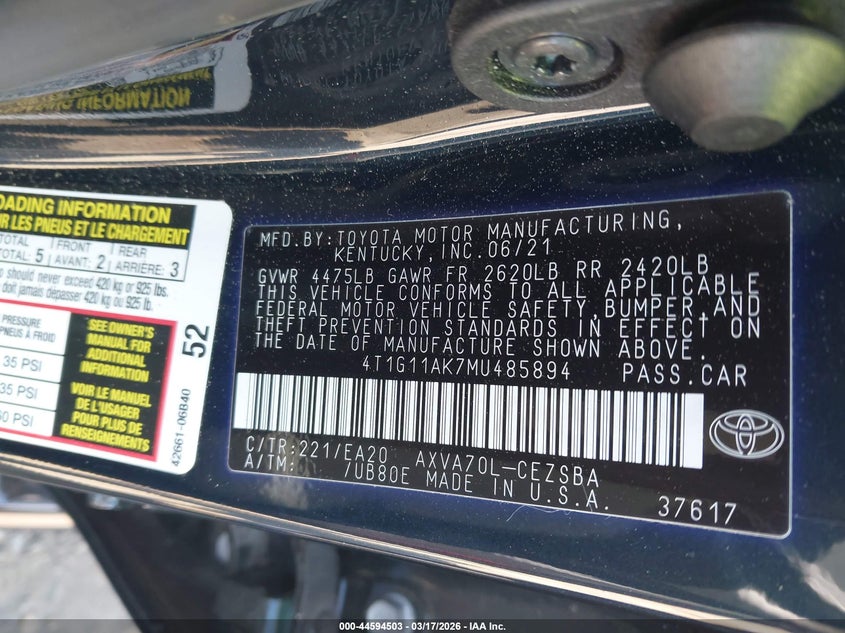 INFORMATION
OADING INFORMATION
UR LES PNEUS ET LE CHARGEMENT
TOTAL FRONT REAR
TOTAL: 5 AVANT: 2 ARRIÈRE: 3
should never exceed 420 kg or 925 lbs.
doit jamais dépasser 420 kg ou 925 lb.
PRESSURE
PNEUS À FROID
35 PSI
35 PSI
60 PSI
SEE OWNER'S
MANUAL FOR
ADDITIONAL
INFORMATION
VOIR LE MANUEL
DE L'USAGER
POUR PLUS DE
RENSEIGNEMENTS
52
42661-06B40
MFD.BY:TOYOTA MOTOR MANUFACTURING,
KENTUCKY, INC.06/21
GVWR 4475LB GAWR FR 2620LB RR 2420LB
THIS VEHICLE CONFORMS TO ALL APPLICABLE
FEDERAL MOTOR VEHICLE SAFETY,BUMPER,AND
THEFT PREVENTION STANDARDS IN EFFECT ON
THE DATE OF MANUFACTURE SHOWN ABOVE.
4T1G11AK7MU485894 PASS.CAR
C/TR:221/EA20 AXVA70L-CEZSBA
A/TM: /UB80E MADE IN U.S.A.
37617
000-44594503 - 03/17/2026 - IAA Inc.